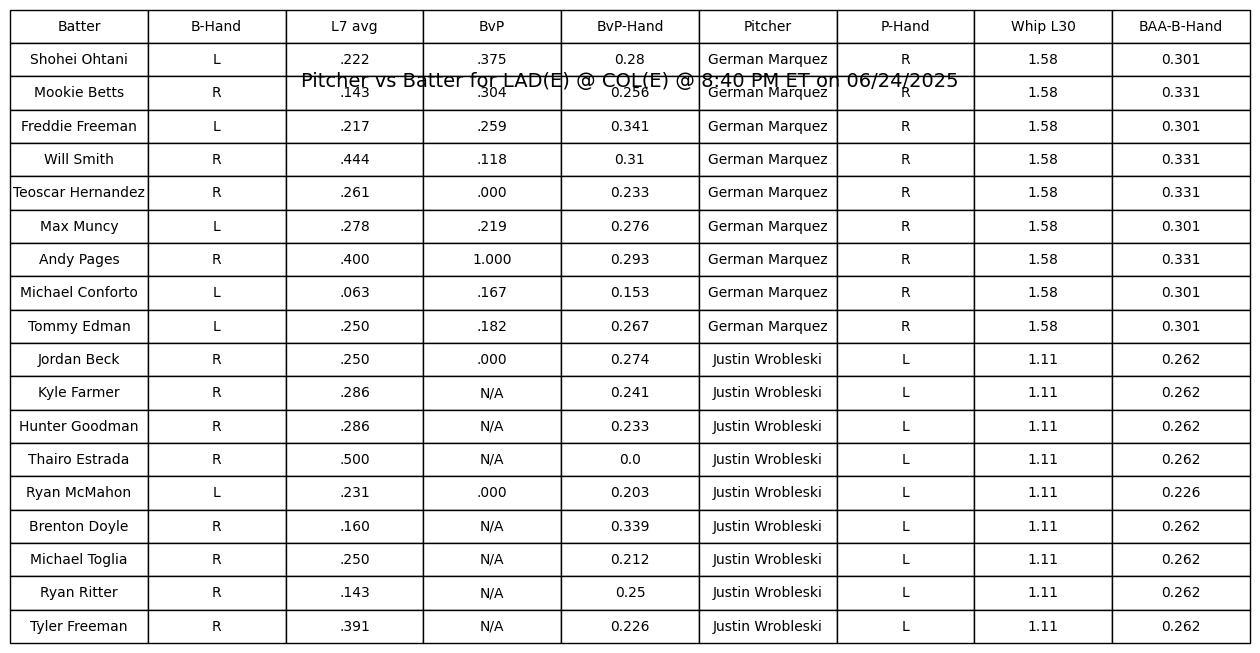 Batter B-Hand L7 avg BvP BvP-Hand Pitcher P-Hand Whip L30 BAA-B-Hand
Shohei Ohtani L .222 .375 0.28 German Marquez R 1.58 0.301
Pitcher vs Batter for LAD(E) @ COL(E) @ 8:40 PM ET on 06/24/2025
Mookie Betts R .143 .304 0.256 German Marquez R 1.58 0.331
Freddie Freeman L .217 .259 0.341 German Marquez R 1.58 0.301
Will Smith R .444 .118 0.31 German Marquez R 1.58 0.331
Teoscar Hernandez R .261 .000 0.233 German Marquez R 1.58 0.331
Max Muncy L .278 .219 0.276 German Marquez R 1.58 0.301
Andy Pages R .400 1.000 0.293 German Marquez R 1.58 0.331
Michael Conforto L .063 .167 0.153 German Marquez R 1.58 0.301
Tommy Edman L .250 .182 0.267 German Marquez R 1.58 0.301
Jordan Beck R .250 .000 0.274 Justin Wrobleski L 1.11 0.262
Kyle Farmer R .286 N/A 0.241 Justin Wrobleski L 1.11 0.262
Hunter Goodman R .286 N/A 0.233 Justin Wrobleski L 1.11 0.262
Thairo Estrada R .500 N/A 0.0 Justin Wrobleski L 1.11 0.262
Ryan McMahon L .231 .000 0.203 Justin Wrobleski L 1.11 0.226
Brenton Doyle R .160 N/A 0.339 Justin Wrobleski L 1.11 0.262
Michael Toglia R .250 N/A 0.212 Justin Wrobleski L 1.11 0.262
Ryan Ritter R .143 N/A 0.25 Justin Wrobleski L 1.11 0.262
Tyler Freeman R .391 N/A 0.226 Justin Wrobleski L 1.11 0.262